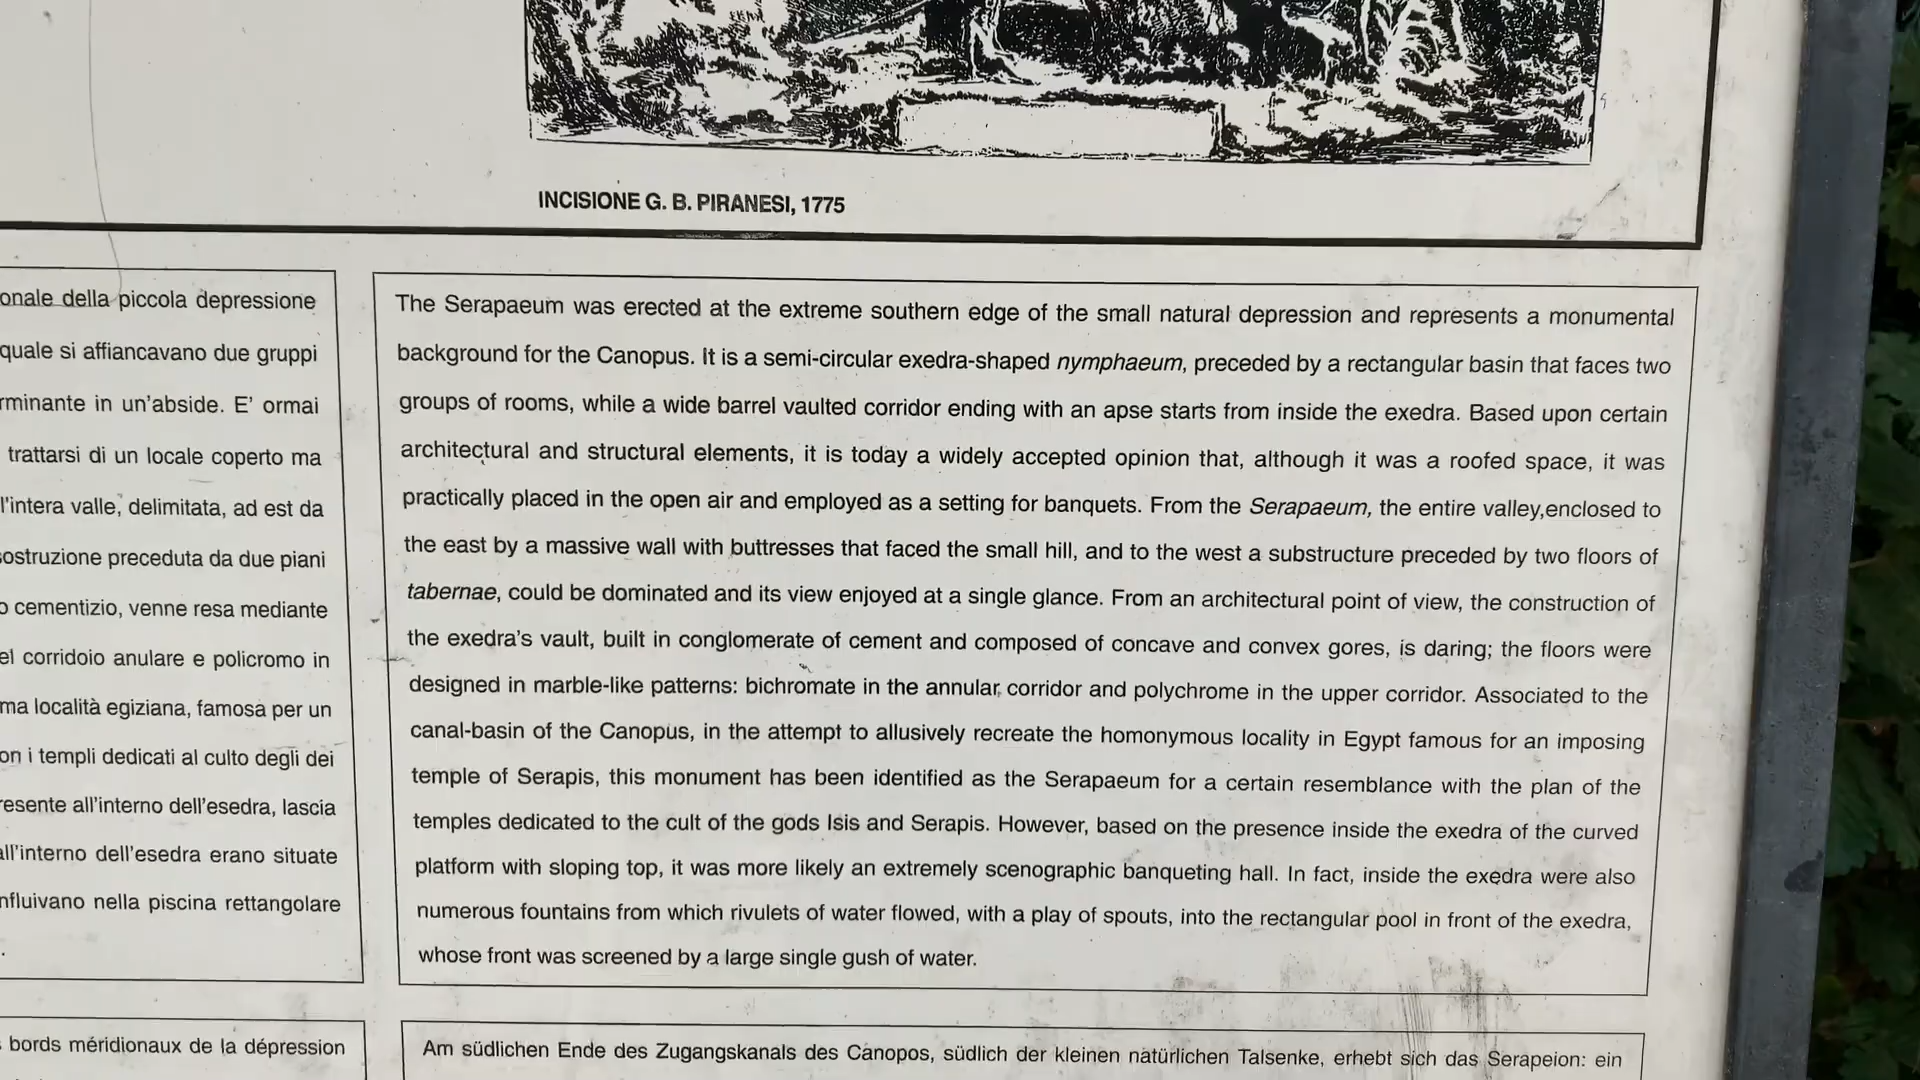 INCISIONE G. B. PIRANESI, 1775
onale della piccola depressione
quale si affiancavano due gruppi
rminante in un'abside. E' ormai
trattarsi di un locale coperto ma
l'intera valle, delimitata, ad est da
sostruzione preceduta da due piani
o cementizio, venne resa mediante
el corridoio anulare e policromo in
ma località egiziana, famosa per un
on i templi dedicati al culto degli dei
resente all'interno dell'esedra, lascia
all'interno dell'esedra erano situate
nfluivano nella piscina rettangolare
The Serapaeum was erected at the extreme southern edge of the small natural depression and represents a monumental
background for the Canopus. It is a semi-circular exedra-shaped nymphaeum, preceded by a rectangular basin that faces two
groups of rooms, while a wide barrel vaulted corridor ending with an apse starts from inside the exedra. Based upon certain
architectural and structural elements, it is today a widely accepted opinion that, although it was a roofed space, it was
practically placed in the open air and employed as a setting for banquets. From the Serapaeum, the entire valley,enclosed to
the east by a massive wall with buttresses that faced the small hill, and to the west a substructure preceded by two floors of
tabernae, could be dominated and its view enjoyed at a single glance. From an architectural point of view, the construction of
the exedra's vault, built in conglomerate of cement and composed of concave and convex gores, is daring; the floors were
designed in marble-like patterns: bichromate in the annular corridor and polychrome in the upper corridor. Associated to the
canal-basin of the Canopus, in the attempt to allusively recreate the homonymous locality in Egypt famous for an imposing
temple of Serapis, this monument has been identified as the Serapaeum for a certain resemblance with the plan of the
temples dedicated to the cult of the gods Isis and Serapis. However, based on the presence inside the exedra of the curved
platform with sloping top, it was more likely an extremely scenographic banqueting hall. In fact, inside the exedra were also
numerous fountains from which rivulets of water flowed, with a play of spouts, into the rectangular pool in front of the exedra,
whose front was screened by a large single gush of water.
bords méridionaux de la dépression
Am südlichen Ende des Zugangskanals des Canopos, südlich der kleinen natürlichen Talsenke, erhebt sich das Serapeion: ein